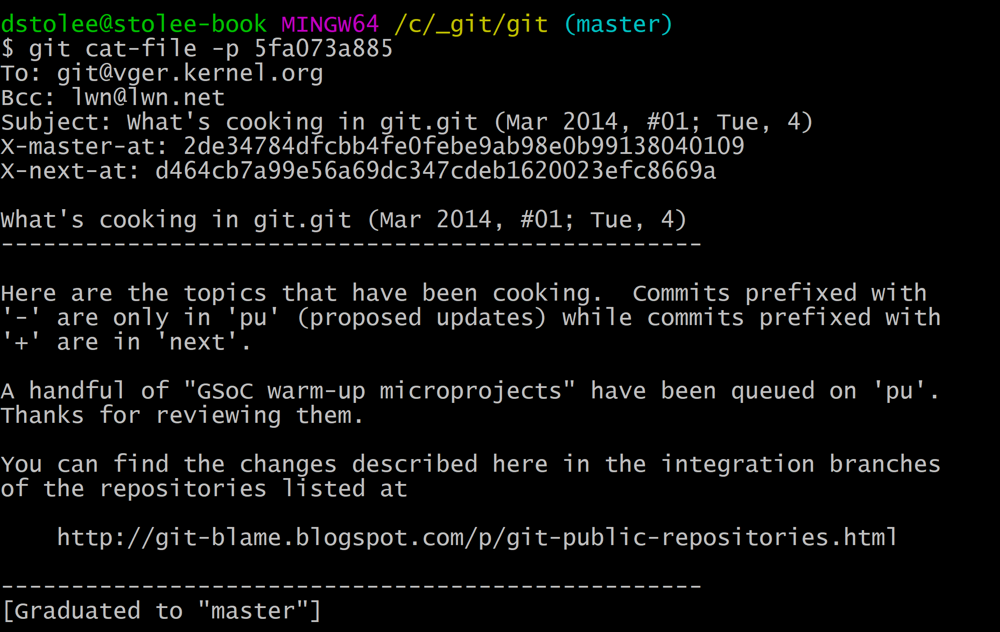 dstolee@stolee-book MINGW64 /c/_git/git (master)
$ git cat-file -p 5fa073a885
To: git@vger.kernel.org
Bcc: lwn@lwn.net
Subject: What's cooking in git.git (Mar 2014, #01; Tue, 4)
X-master-at: 2de34784dfcbb4fe0febe9ab98e0b99138040109
X-next-at: d464cb7a99e56a69dc347cdeb1620023efc8669a

What's cooking in git.git (Mar 2014, #01; Tue, 4)
--------------------------------------------------

Here are the topics that have been cooking.  Commits prefixed with
'-' are only in 'pu' (proposed updates) while commits prefixed with
'+' are in 'next'.

A handful of "GSoC warm-up microprojects" have been queued on 'pu'.
Thanks for reviewing them.

You can find the changes described here in the integration branches
of the repositories listed at

    http://git-blame.blogspot.com/p/git-public-repositories.html

--------------------------------------------------
[Graduated to "master"]